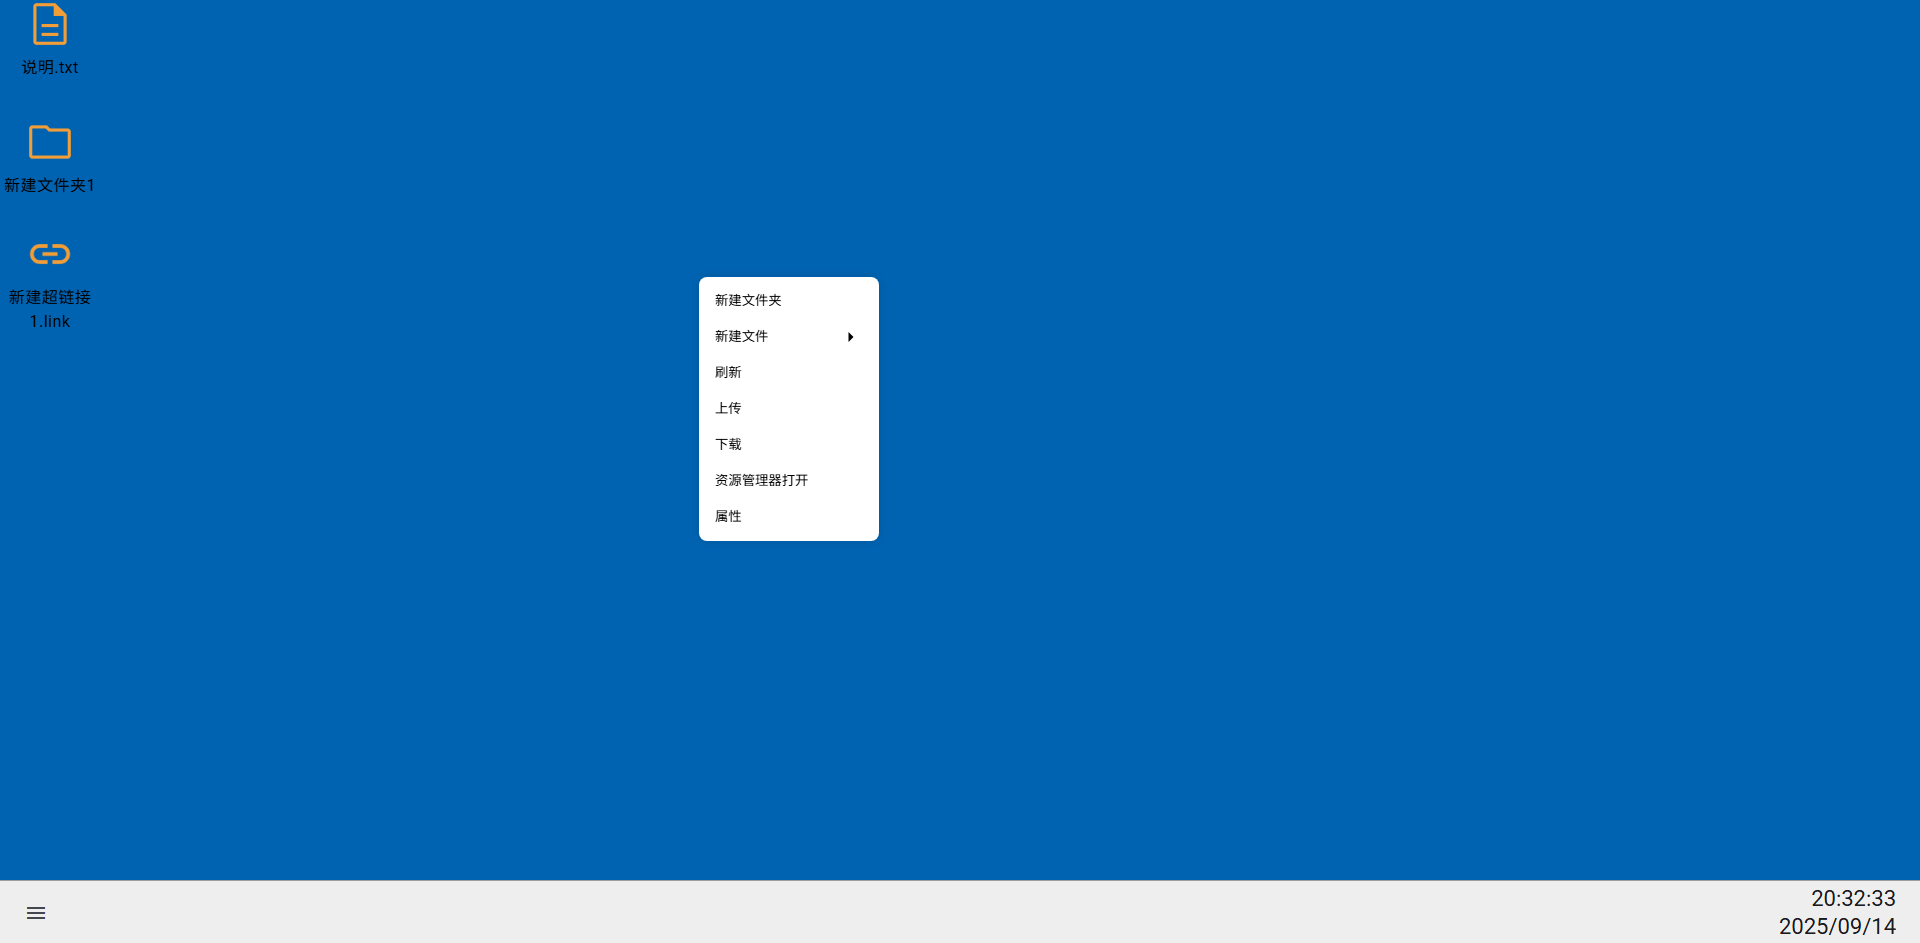 说明.txt
新建文件夹1
新建超链接
1.link
新建文件夹
新建文件
刷新
上传
下载
资源管理器打开
属性
20:32:33
2025/09/14